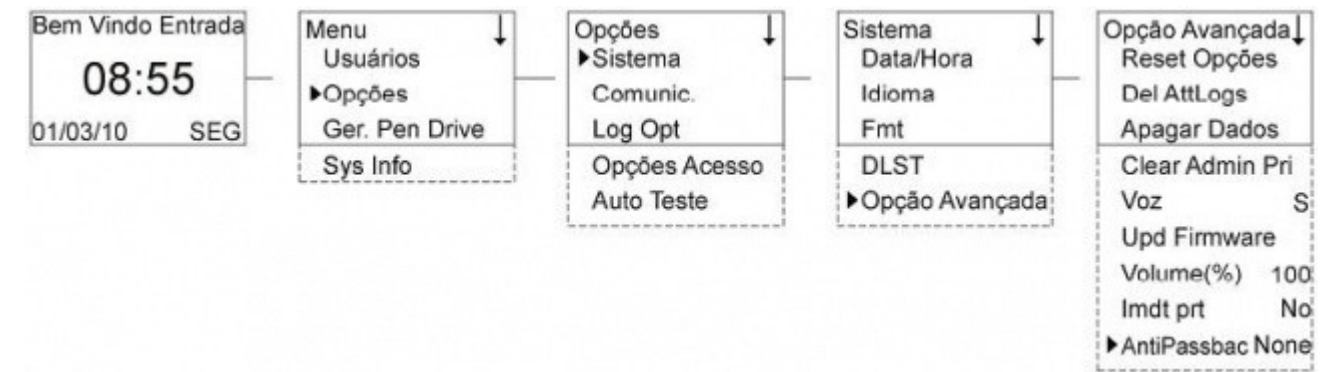 Bem Vindo Entrada
08:55
01/03/10 SEG
Menu
Usuários
Opções
Ger. Pen Drive
Sys Info
Opções
Sistema
Comunic.
Log Opt
Opções Acesso
Auto Teste
Sistema
Data/Hora
Idioma
Fmt
DLST
Opção Avançada
Opção Avançada
Reset Opções
Del AttLogs
Apagar Dados
Clear Admin Pri
Voz S
Upd Firmware
Volume(%) 100
Imdt prt No
AntiPassbac None